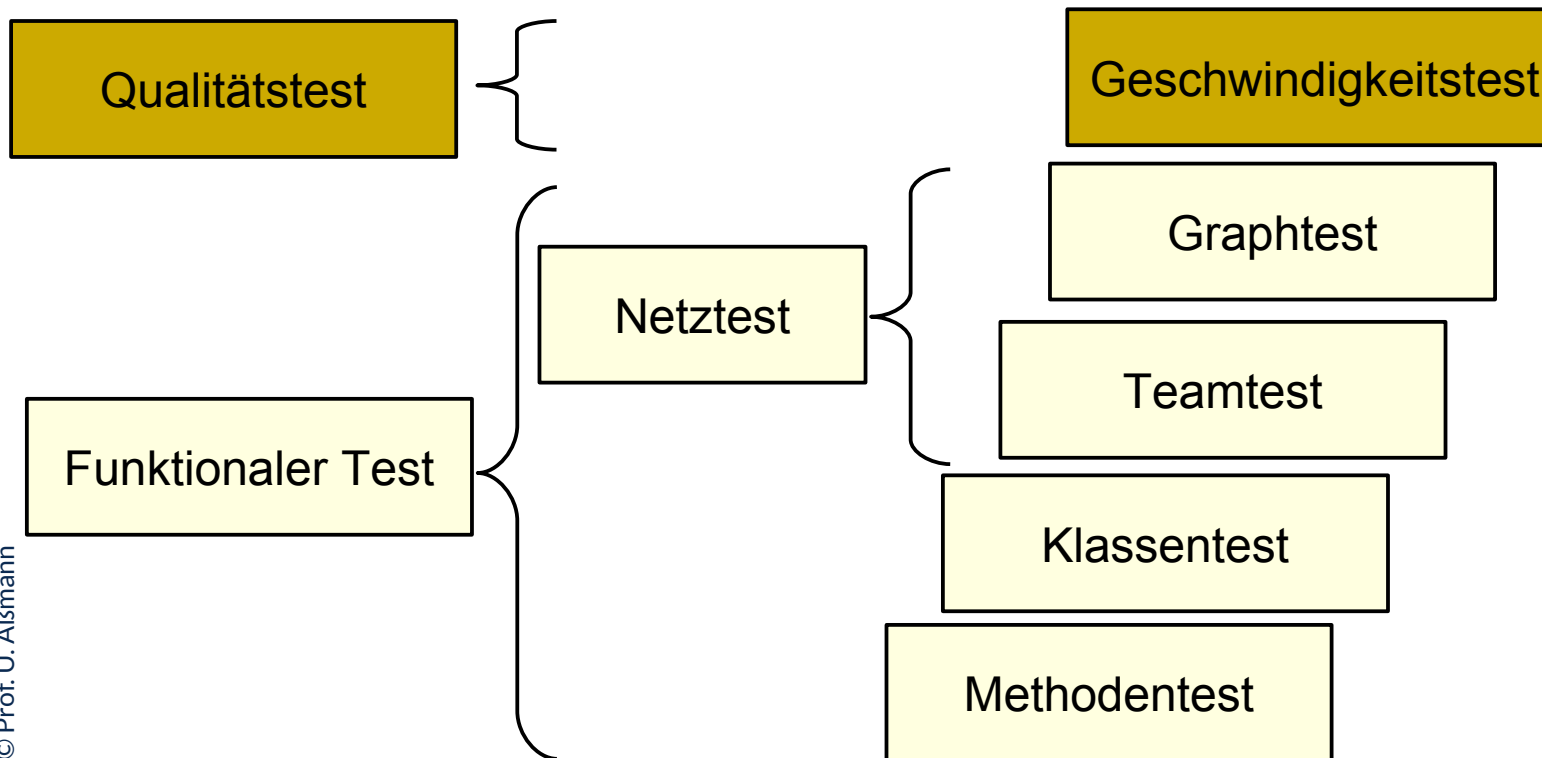 Qualitätstest
Geschwindigkeitstest
Graphtest
Netztest
Teamtest
Funktionaler Test
Klassentest
Methodentest
© Prof. U. Aßmann